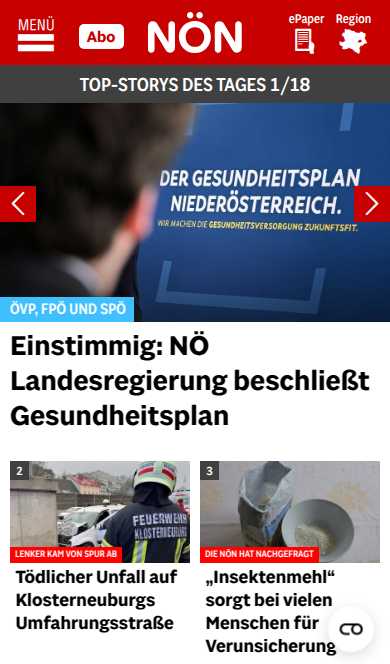 MENÜ
Abo
NÖN
ePaper
Region
TOP-STORYS DES TAGES 1/18
DER GESUNDHEITSPLAN
NIEDERÖSTERREICH.
WIR MACHEN DIE GESUNDHEITSVERSORGUNG ZUKUNFTSFIT.
ÖVP, FPÖ UND SPÖ
Einstimmig: NÖ
Landesregierung beschließt
Gesundheitsplan
2
FEUERWEHR
KLOSTERNEUBURG
LENKER KAM VON SPUR AB
Tödlicher Unfall auf
Klosterneuburgs
Umfahrungsstraße
3
DIE NÖN HAT NACHGEFRAGT
„Insektenmehl“
sorgt bei vielen
Menschen für
Verunsicherung